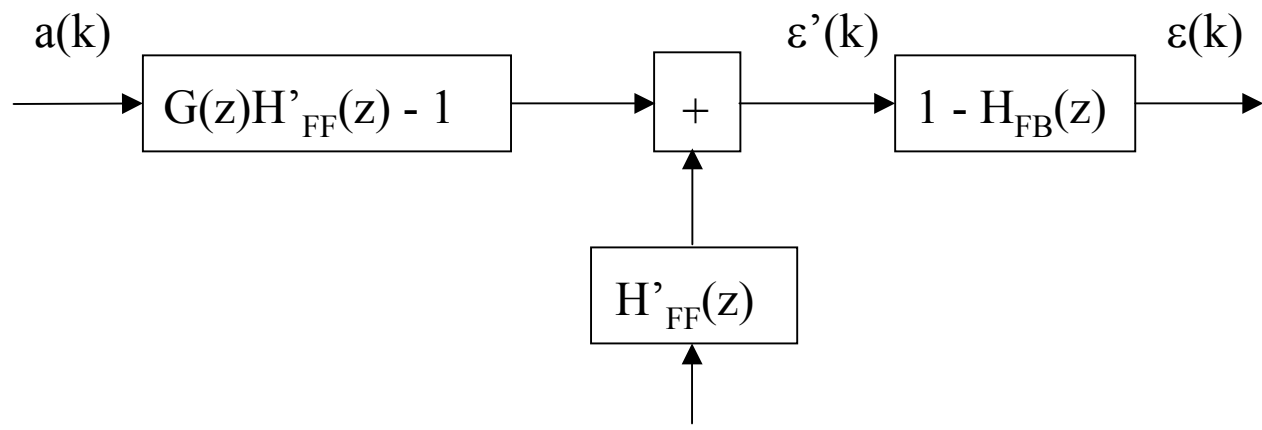 a(k) ε’(k) ε(k)
G(z)H’FF(z) - 1 + 1 - HFB(z)
H’FF(z)